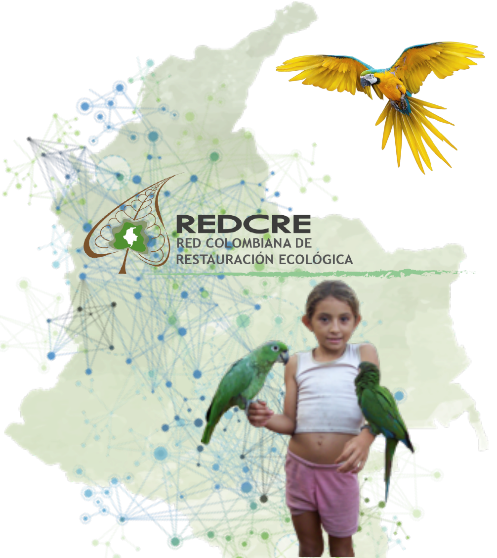 REDCRE
RED COLOMBIANA DE
RESTAURACIÓN ECOLÓGICA